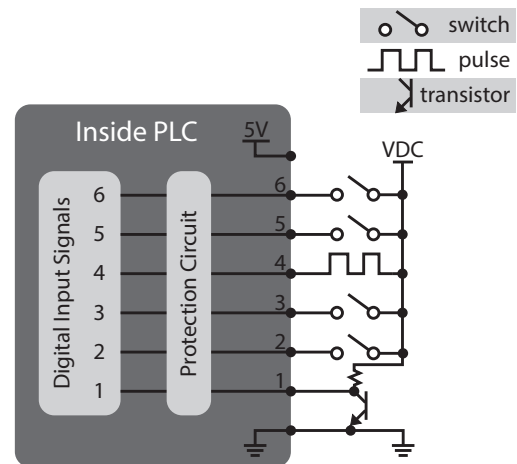 switch
pulse
transistor
Inside PLC
5V
VDC
Digital Input Signals
Protection Circuit
6
6
5
5
4
4
3
3
2
2
1
1